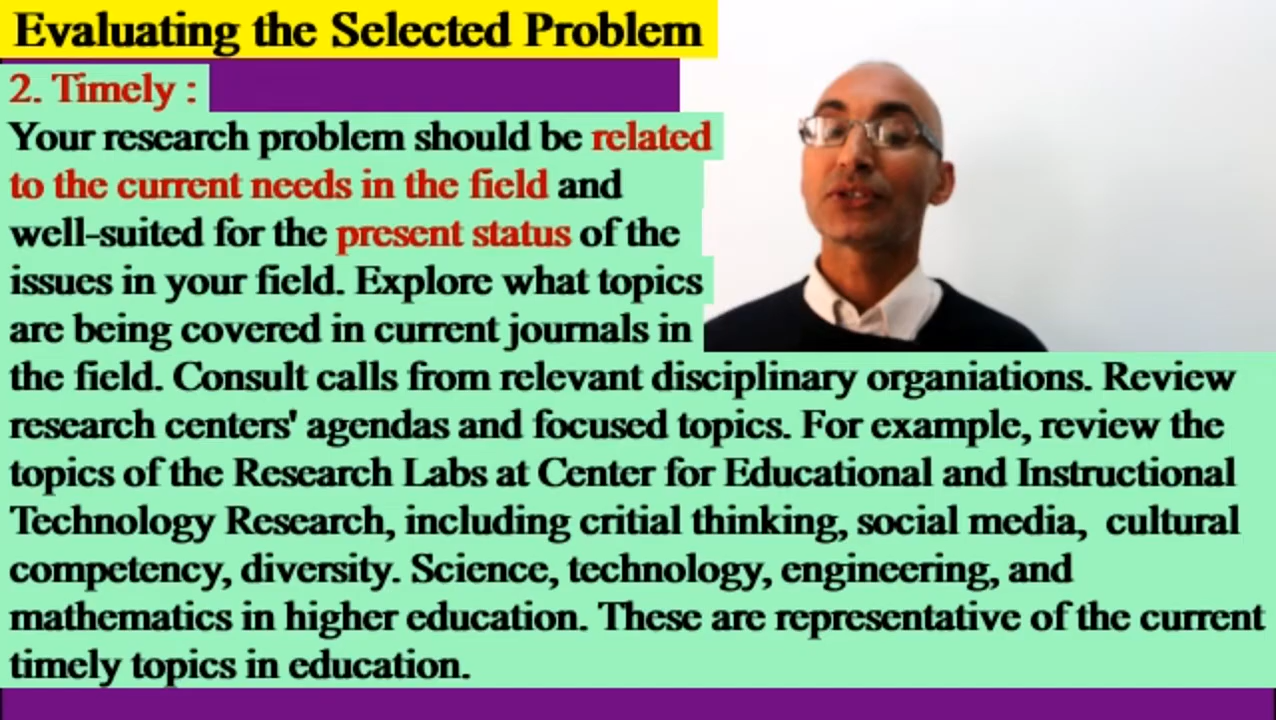 Evaluating the Selected Problem
2. Timely :
Your research problem should be related
to the current needs in the field and
well-suited for the present status of the
issues in your field. Explore what topics
are being covered in current journals in
the field. Consult calls from relevant disciplinary organiations. Review
research centers' agendas and focused topics. For example, review the
topics of the Research Labs at Center for Educational and Instructional
Technology Research, including critial thinking, social media,  cultural
competency, diversity. Science, technology, engineering, and
mathematics in higher education. These are representative of the current
timely topics in education.